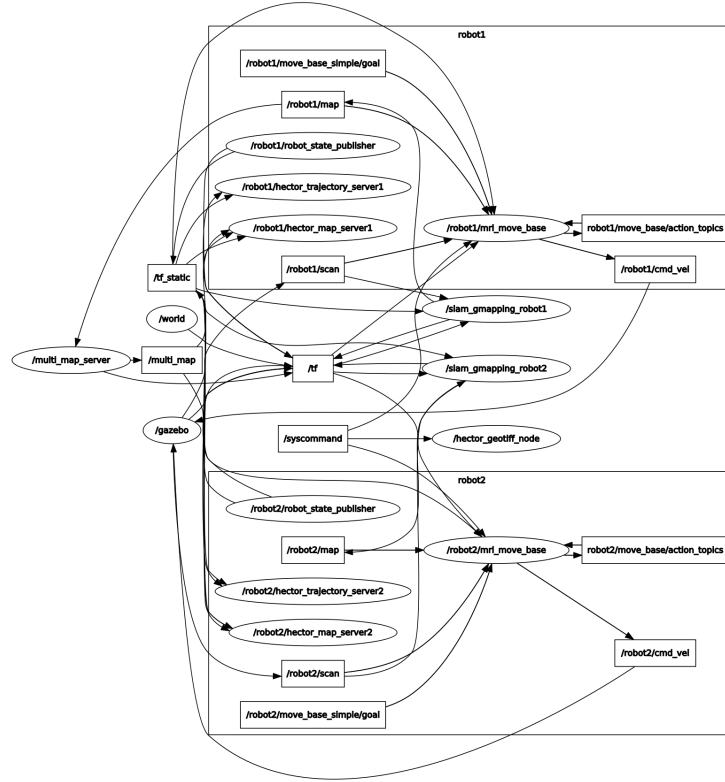 robot1
/robot1/move_base_simple/goal
/robot1/map
/robot1/robot_state_publisher
/robot1/hector_trajectory_server1
/robot1/hector_map_server1
/robot1/mrl_move_base
robot1/move_base/action_topics
/robot1/scan
/robot1/cmd_vel
/tf_static
/world
/slam_gmapping_robot1
/multi_map_server
/multi_map
/tf
/slam_gmapping_robot2
/gazebo
/syscommand
/hector_geotiff_node
robot2
/robot2/robot_state_publisher
/robot2/map
/robot2/mrl_move_base
robot2/move_base/action_topics
/robot2/hector_trajectory_server2
/robot2/hector_map_server2
/robot2/scan
/robot2/cmd_vel
/robot2/move_base_simple/goal